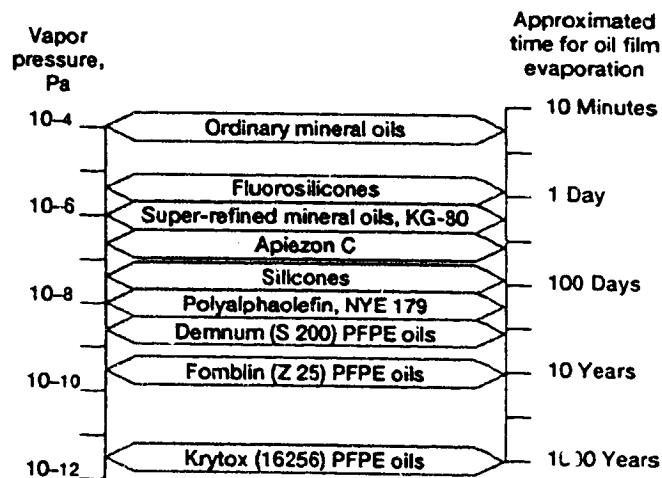 Vapor
pressure,
Pa
Approximated
time for oil film
evaporation
10–4
Ordinary mineral oils
10 Minutes
Fluorosilicones
1 Day
10–6
Super-refined mineral oils, KG-80
Apiezon C
Silicones
100 Days
10–8
Polyalphaolefin, NYE 179
Demnum (S 200) PFPE oils
Fomblin (Z 25) PFPE oils
10 Years
10–10
Krytox (16256) PFPE oils
Years
10–12